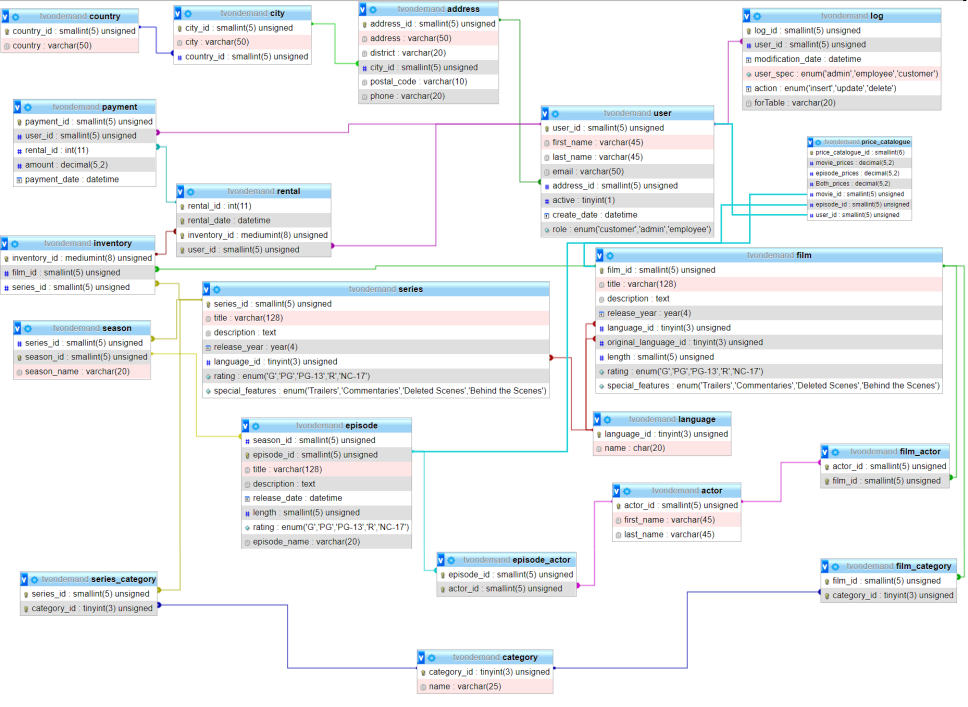 tvondemand country
country_id : smallint(5) unsigned
country : varchar(50)
tvondemand city
city_id : smallint(5) unsigned
city : varchar(50)
country_id : smallint(5) unsigned
tvondemand address
address_id : smallint(5) unsigned
address : varchar(50)
district : varchar(20)
city_id : smallint(5) unsigned
postal_code : varchar(10)
phone : varchar(20)
tvondemand log
log_id : smallint(5) unsigned
user_id : smallint(5) unsigned
modification_date : datetime
user_spec : enum('admin','employee','customer')
action : enum('insert','update','delete')
forTable : varchar(20)
tvondemand payment
payment_id : smallint(5) unsigned
user_id : smallint(5) unsigned
rental_id : int(11)
amount : decimal(5,2)
payment_date : datetime
tvondemand user
user_id : smallint(5) unsigned
first_name : varchar(45)
last_name : varchar(45)
email : varchar(50)
address_id : smallint(5) unsigned
active : tinyint(1)
create_date : datetime
role : enum('customer','admin','employee')
tvondemand price_catalogue
price_catalogue_id : smallint(6)
movie_prices : decimal(5,2)
episode_prices : decimal(5,2)
Both_prices : decimal(5,2)
movie_id : smallint(5) unsigned
episode_id : smallint(5) unsigned
user_id : smallint(5) unsigned
tvondemand rental
rental_id : int(11)
rental_date : datetime
inventory_id : mediumint(8) unsigned
user_id : smallint(5) unsigned
tvondemand inventory
inventory_id : mediumint(8) unsigned
film_id : smallint(5) unsigned
series_id : smallint(5) unsigned
tvondemand film
film_id : smallint(5) unsigned
title : varchar(128)
description : text
release_year : year(4)
language_id : tinyint(3) unsigned
original_language_id : tinyint(3) unsigned
length : smallint(5) unsigned
rating : enum('G','PG','PG-13','R','NC-17')
special_features : enum('Trailers','Commentaries','Deleted Scenes','Behind the Scenes')
tvondemand series
series_id : smallint(5) unsigned
title : varchar(128)
description : text
release_year : year(4)
language_id : tinyint(3) unsigned
rating : enum('G','PG','PG-13','R','NC-17')
special_features : enum('Trailers','Commentaries','Deleted Scenes','Behind the Scenes')
tvondemand season
series_id : smallint(5) unsigned
season_id : smallint(5) unsigned
season_name : varchar(20)
tvondemand episode
season_id : smallint(5) unsigned
episode_id : smallint(5) unsigned
title : varchar(128)
description : text
release_date : datetime
length : smallint(5) unsigned
rating : enum('G','PG','PG-13','R','NC-17')
episode_name : varchar(20)
tvondemand language
language_id : tinyint(3) unsigned
name : char(20)
tvondemand film_actor
actor_id : smallint(5) unsigned
film_id : smallint(5) unsigned
tvondemand actor
actor_id : smallint(5) unsigned
first_name : varchar(45)
last_name : varchar(45)
tvondemand episode_actor
episode_id : smallint(5) unsigned
actor_id : smallint(5) unsigned
tvondemand film_category
film_id : smallint(5) unsigned
category_id : tinyint(3) unsigned
tvondemand series_category
series_id : smallint(5) unsigned
category_id : tinyint(3) unsigned
tvondemand category
category_id : tinyint(3) unsigned
name : varchar(25)